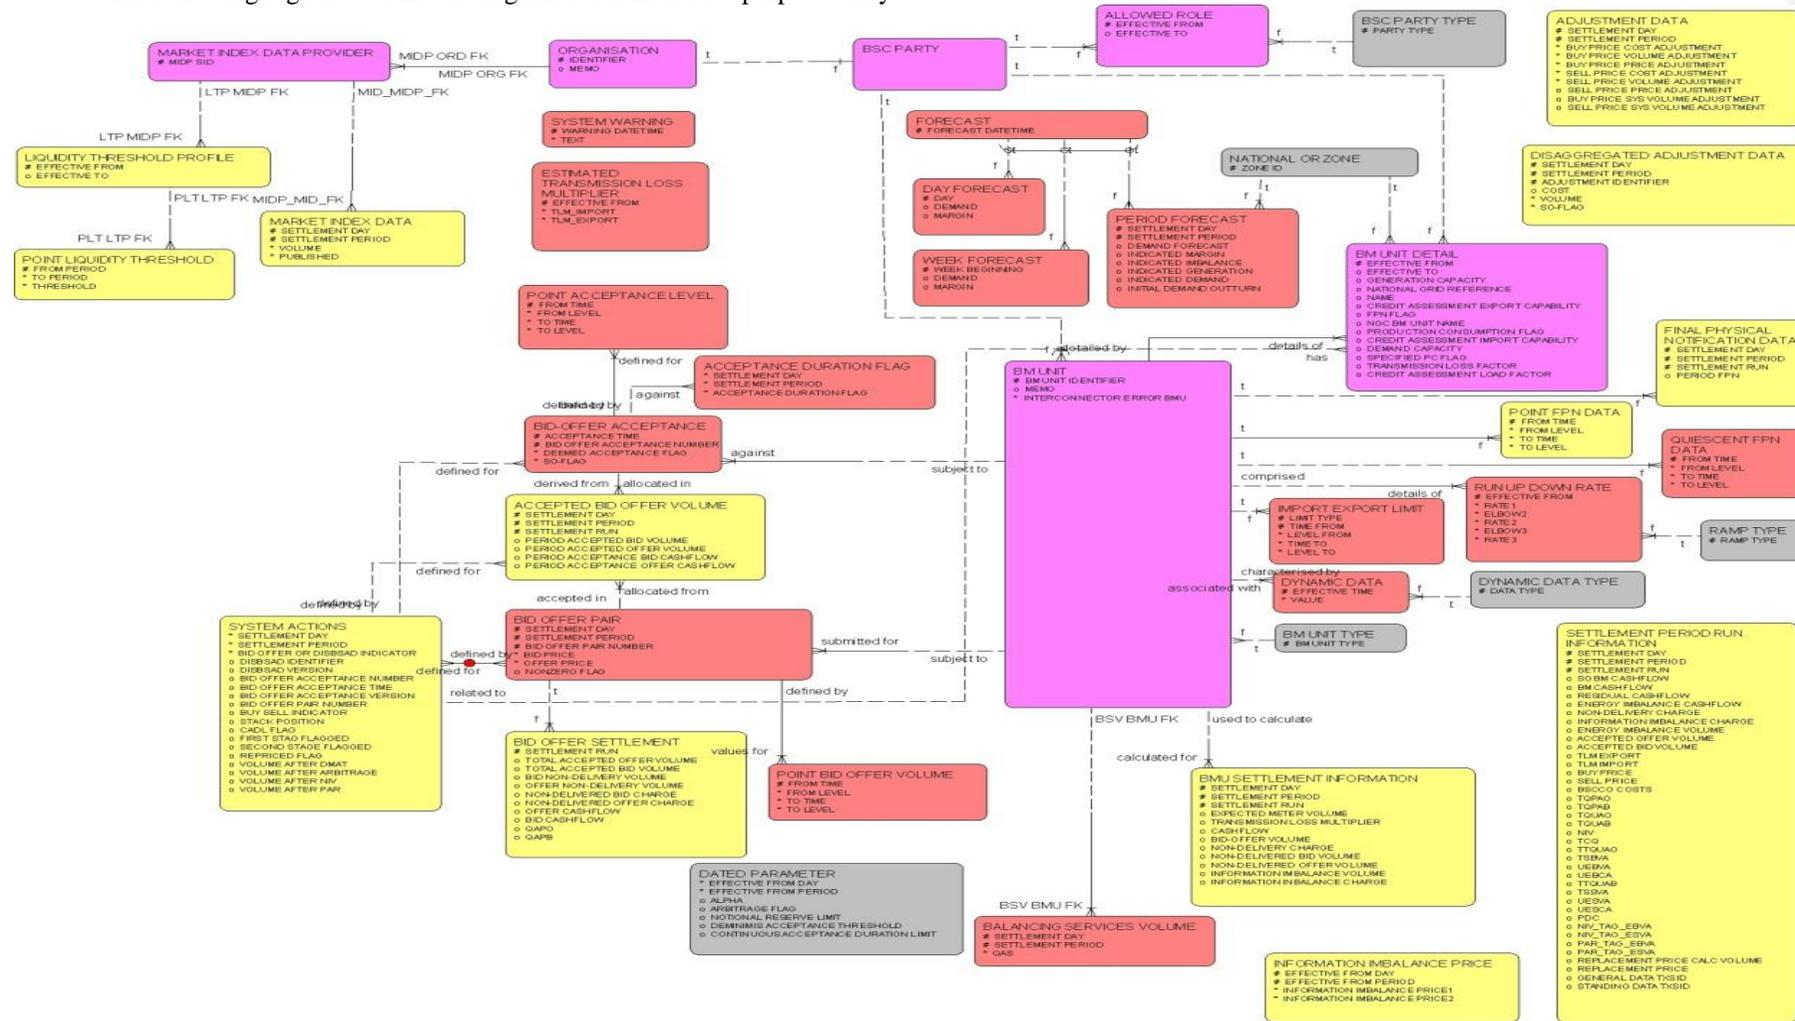 MARKET INDEX DATA PROVIDER
# MIDP SID
MIDP ORD FK
MIDP ORG FK
ORGANISATION
# IDENTIFIER
o MEMO
t
f
BSC PARTY
t
f
t
t
ALLOWED ROLE
# EFFECTIVE FROM
o EFFECTIVE TO
f
t
BSC PARTY TYPE
# PARTY TYPE
ADJUSTMENT DATA
# SETTLEMENT DAY
# SETTLEMENT PERIOD
* BUY PRICE COST ADJUSTMENT
* BUY PRICE VOLUME ADJUSTMENT
* BUY PRICE PRICE ADJUSTMENT
* SELL PRICE COST ADJUSTMENT
* SELL PRICE VOLUME ADJUSTMENT
* SELL PRICE PRICE ADJUSTMENT
o BUY PRICE SYS VOLUME ADJUSTMENT
o SELL PRICE SYS VOLUME ADJUSTMENT
LTP MIDP FK
MID_MIDP_FK
LTP MIDP FK
LIQUIDITY THRESHOLD PROFILE
# EFFECTIVE FROM
o EFFECTIVE TO
PLT LTP FK
MIDP_MID_FK
PLT LTP FK
MARKET INDEX DATA
# SETTLEMENT DAY
# SETTLEMENT PERIOD
* VOLUME
* PUBLISHED
POINT LIQUIDITY THRESHOLD
# FROM PERIOD
* TO PERIOD
* THRESHOLD
SYSTEM WARNING
# WARNING DATETIME
* TEXT
ESTIMATED
TRANSMISSION LOSS
MULTIPLIER
# EFFECTIVE FROM
* TLM_IMPORT
* TLM_EXPORT
FORECAST
# FORECAST DATETIME
DAY FORECAST
# DAY
o DEMAND
o MARGIN
WEEK FORECAST
# WEEK BEGINNING
o DEMAND
o MARGIN
NATIONAL OR ZONE
# ZONE ID
PERIOD FORECAST
# SETTLEMENT DAY
# SETTLEMENT PERIOD
o DEMAND FORECAST
o INDICATED MARGIN
o INDICATED IMBALANCE
o INDICATED GENERATION
o INDICATED DEMAND
o INITIAL DEMAND OUTTURN
DISAGGREGATED ADJUSTMENT DATA
# SETTLEMENT DAY
# SETTLEMENT PERIOD
# ADJUSTMENT IDENTIFIER
o COST
* VOLUME
* SO-FLAG
BM UNIT DETAIL
# EFFECTIVE FROM
o EFFECTIVE TO
o GENERATION CAPACITY
o NATIONAL GRID REFERENCE
o NAME
o CREDIT ASSESSMENT EXPORT CAPABILITY
o FPN FLAG
o NGC BM UNIT NAME
o PRODUCTION CONSUMPTION FLAG
o CREDIT ASSESSMENT IMPORT CAPABILITY
o DEMAND CAPACITY
o SPECIFIED PC FLAG
o TRANSMISSION LOSS FACTOR
o CREDIT ASSESSMENT LOAD FACTOR
POINT ACCEPTANCE LEVEL
# FROM TIME
* FROM LEVEL
* TO TIME
* TO LEVEL
defined for
ACCEPTANCE DURATION FLAG
* SETTLEMENT DAY
* SETTLEMENT PERIOD
* ACCEPTANCE DURATION FLAG
against
detailed by
details of
has
BID-OFFER ACCEPTANCE
# ACCEPTANCE TIME
# BID OFFER ACCEPTANCE NUMBER
* DEEMED ACCEPTANCE FLAG
* SO-FLAG
defined for
derived from
allocated in
against
subject to
BM UNIT
# BM UNIT IDENTIFIER
o MEMO
* INTERCONNECTOR ERROR BMU
FINAL PHYSICAL
NOTIFICATION DATA
# SETTLEMENT DAY
# SETTLEMENT PERIOD
# SETTLEMENT RUN
o PERIOD FPN
POINT FPN DATA
# FROM TIME
* FROM LEVEL
* TO TIME
* TO LEVEL
QUIESCENT FPN
DATA
# FROM TIME
* FROM LEVEL
* TO TIME
* TO LEVEL
comprised
details of
RUN UP DOWN RATE
# EFFECTIVE FROM
* RATE 1
* ELBOW2
* RATE 2
* ELBOW3
* RATE 3
RAMP TYPE
# RAMP TYPE
IMPORT EXPORT LIMIT
# LIMIT TYPE
# TIME FROM
* LEVEL FROM
* TIME TO
* LEVEL TO
characterised by
associated with
DYNAMIC DATA
# EFFECTIVE TIME
* VALUE
DYNAMIC DATA TYPE
# DATA TYPE
BM UNIT TYPE
# BM UNIT TYPE
ACCEPTED BID OFFER VOLUME
# SETTLEMENT DAY
# SETTLEMENT PERIOD
# SETTLEMENT RUN
o PERIOD ACCEPTED BID VOLUME
o PERIOD ACCEPTED OFFER VOLUME
o PERIOD ACCEPTANCE BID CASHFLOW
o PERIOD ACCEPTANCE OFFER CASHFLOW
defined for
accepted in
allocated from
SYSTEM ACTIONS
* SETTLEMENT DAY
* SETTLEMENT PERIOD
* BID OFFER OR DISBSAD INDICATOR
o DISBSAD IDENTIFIER
o DISBSAD VERSION
o BID OFFER ACCEPTANCE NUMBER
o BID OFFER ACCEPTANCE TIME
o BID OFFER ACCEPTANCE VERSION
o BID OFFER PAIR NUMBER
o BUY SELL INDICATOR
o STACK POSITION
o CADL FLAG
o FIRST STAG FLAGGED
o SECOND STAGE FLAGGED
o REPRICED FLAG
o VOLUME AFTER DMAT
o VOLUME AFTER ARBITRAGE
o VOLUME AFTER NIV
o VOLUME AFTER PAR
BID OFFER PAIR
# SETTLEMENT DAY
# SETTLEMENT PERIOD
# BID OFFER PAIR NUMBER
* BID PRICE
* OFFER PRICE
o NONZERO FLAG
defined by
defined for
related to
submitted for
subject to
defined by
values for
BID OFFER SETTLEMENT
# SETTLEMENT RUN
o TOTAL ACCEPTED OFFER VOLUME
o TOTAL ACCEPTED BID VOLUME
o BID NON-DELIVERY VOLUME
o OFFER NON-DELIVERY VOLUME
o NON-DELIVERED BID CHARGE
o NON-DELIVERED OFFER CHARGE
o OFFER CASHFLOW
o BID CASHFLOW
o QAPO
o QAPB
POINT BID OFFER VOLUME
# FROM TIME
* FROM LEVEL
* TO TIME
* TO LEVEL
BSV BMU FK
used to calculate
calculated for
BMU SETTLEMENT INFORMATION
# SETTLEMENT DAY
# SETTLEMENT PERIOD
# SETTLEMENT RUN
o EXPECTED METER VOLUME
o TRANSMISSION LOSS MULTIPLIER
o CASHFLOW
o BID-OFFER VOLUME
o NON-DELIVERY CHARGE
o NON-DELIVERED BID VOLUME
o NON-DELIVERED OFFER VOLUME
o INFORMATION IMBALANCE VOLUME
o INFORMATION INBALANCE CHARGE
DATED PARAMETER
* EFFECTIVE FROM DAY
* EFFECTIVE FROM PERIOD
o ALPHA
o ARBITRAGE FLAG
o NOTIONAL RESERVE LIMIT
o DEMINIMIS ACCEPTANCE THRESHOLD
o CONTINUOUS ACCEPTANCE DURATION LIMIT
BSV BMU FK
BALANCING SERVICES VOLUME
# SETTLEMENT DAY
# SETTLEMENT PERIOD
* QAS
INFORMATION IMBALANCE PRICE
# EFFECTIVE FROM DAY
# EFFECTIVE FROM PERIOD
* INFORMATION IMBALANCE PRICE1
* INFORMATION IMBALANCE PRICE2
SETTLEMENT PERIOD RUN
INFORMATION
# SETTLEMENT DAY
# SETTLEMENT PERIOD
# SETTLEMENT RUN
o SO BM CASHFLOW
o BM CASHFLOW
o RESIDUAL CASHFLOW
o ENERGY IMBALANCE CASHFLOW
o NON-DELIVERY CHARGE
o INFORMATION IMBALANCE CHARGE
o ENERGY IMBALANCE VOLUME
o ACCEPTED OFFER VOLUME
o ACCEPTED BID VOLUME
o TLM EXPORT
o TLM IMPORT
o BUY PRICE
o SELL PRICE
o BSCCO COSTS
o TQPAO
o TQPAB
o TQUAO
o TQUAB
o NIV
o TCQ
o TTQUAO
o TSBVA
o UEBVA
o UEBCA
o TTQUAB
o TSSVA
o UESVA
o UESCA
o PDC
o NIV_TAG_EBVA
o NIV_TAG_ESVA
o PAR_TAG_EBVA
o PAR_TAG_ESVA
o REPLACEMENT PRICE CALC VOLUME
o REPLACEMENT PRICE
o GENERAL DATA TXSID
o STANDING DATA TXSID